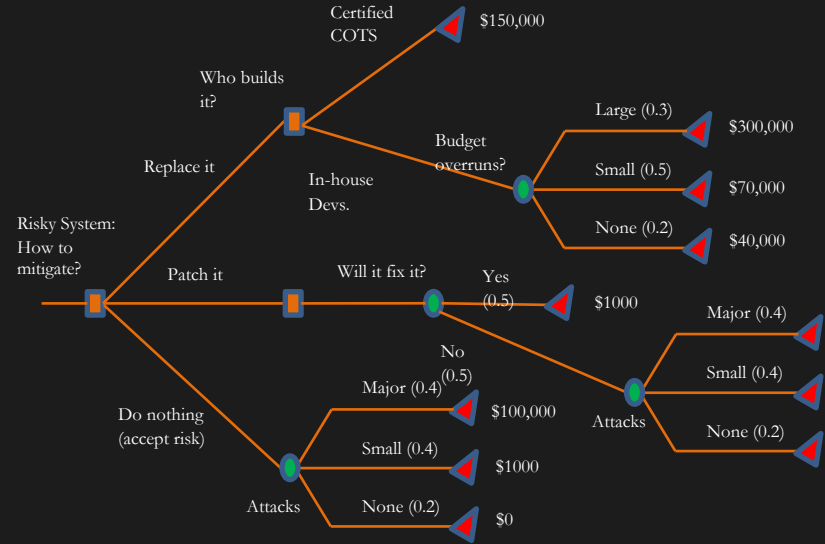 Certified
COTS
$150,000
Who builds
it?
Large (0.3)
$300,000
Budget
overruns?
Replace it
Small (0.5)
$70,000
In-house
Devs.
None (0.2)
$40,000
Risky System:
How to
mitigate?
Patch it
Will it fix it?
Yes
(0.5)
$1000
Major (0.4)
No
(0.5)
Small (0.4)
Attacks
None (0.2)
Do nothing
(accept risk)
Major (0.4)
$100,000
Small (0.4)
$1000
Attacks
None (0.2)
$0